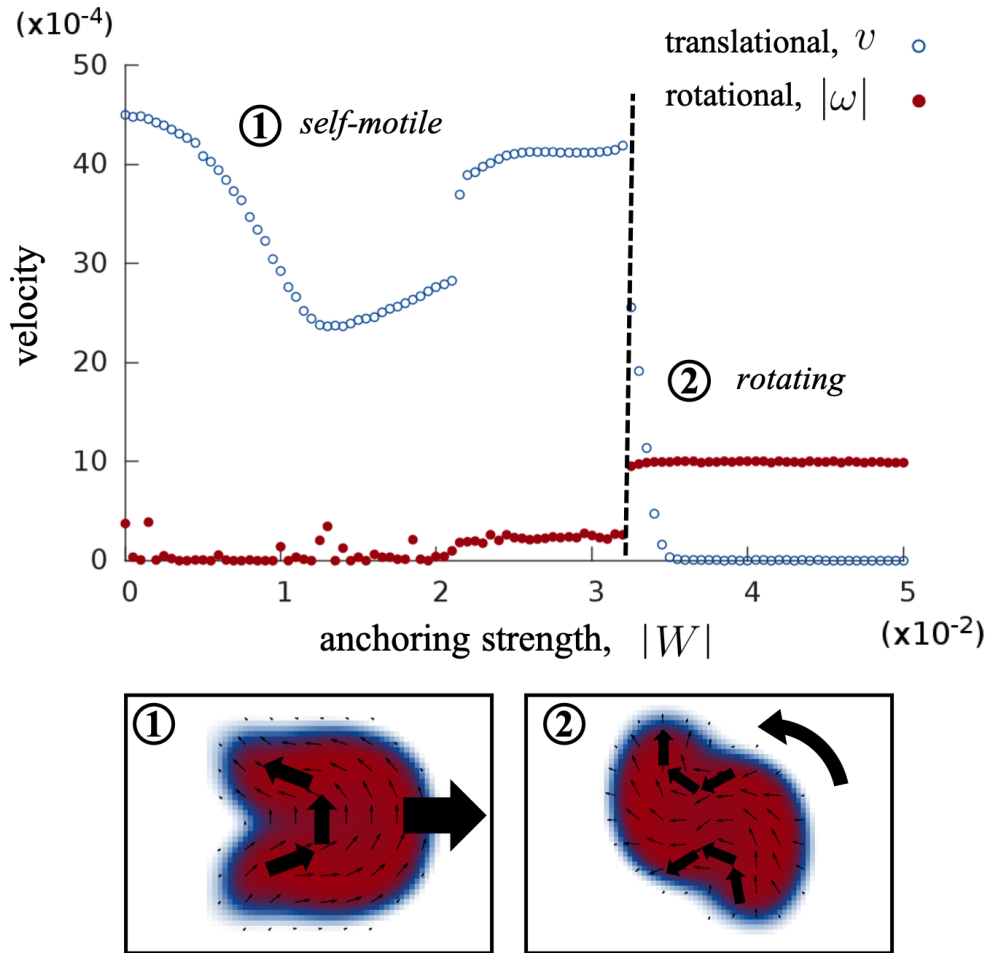 (x10⁻⁴)
translational, v
rotational, |ω|
50
40
30
20
10
0
velocity
① self-motile
② rotating
0 1 2 3 4 5
anchoring strength, |W|
(x10⁻²)
① ②